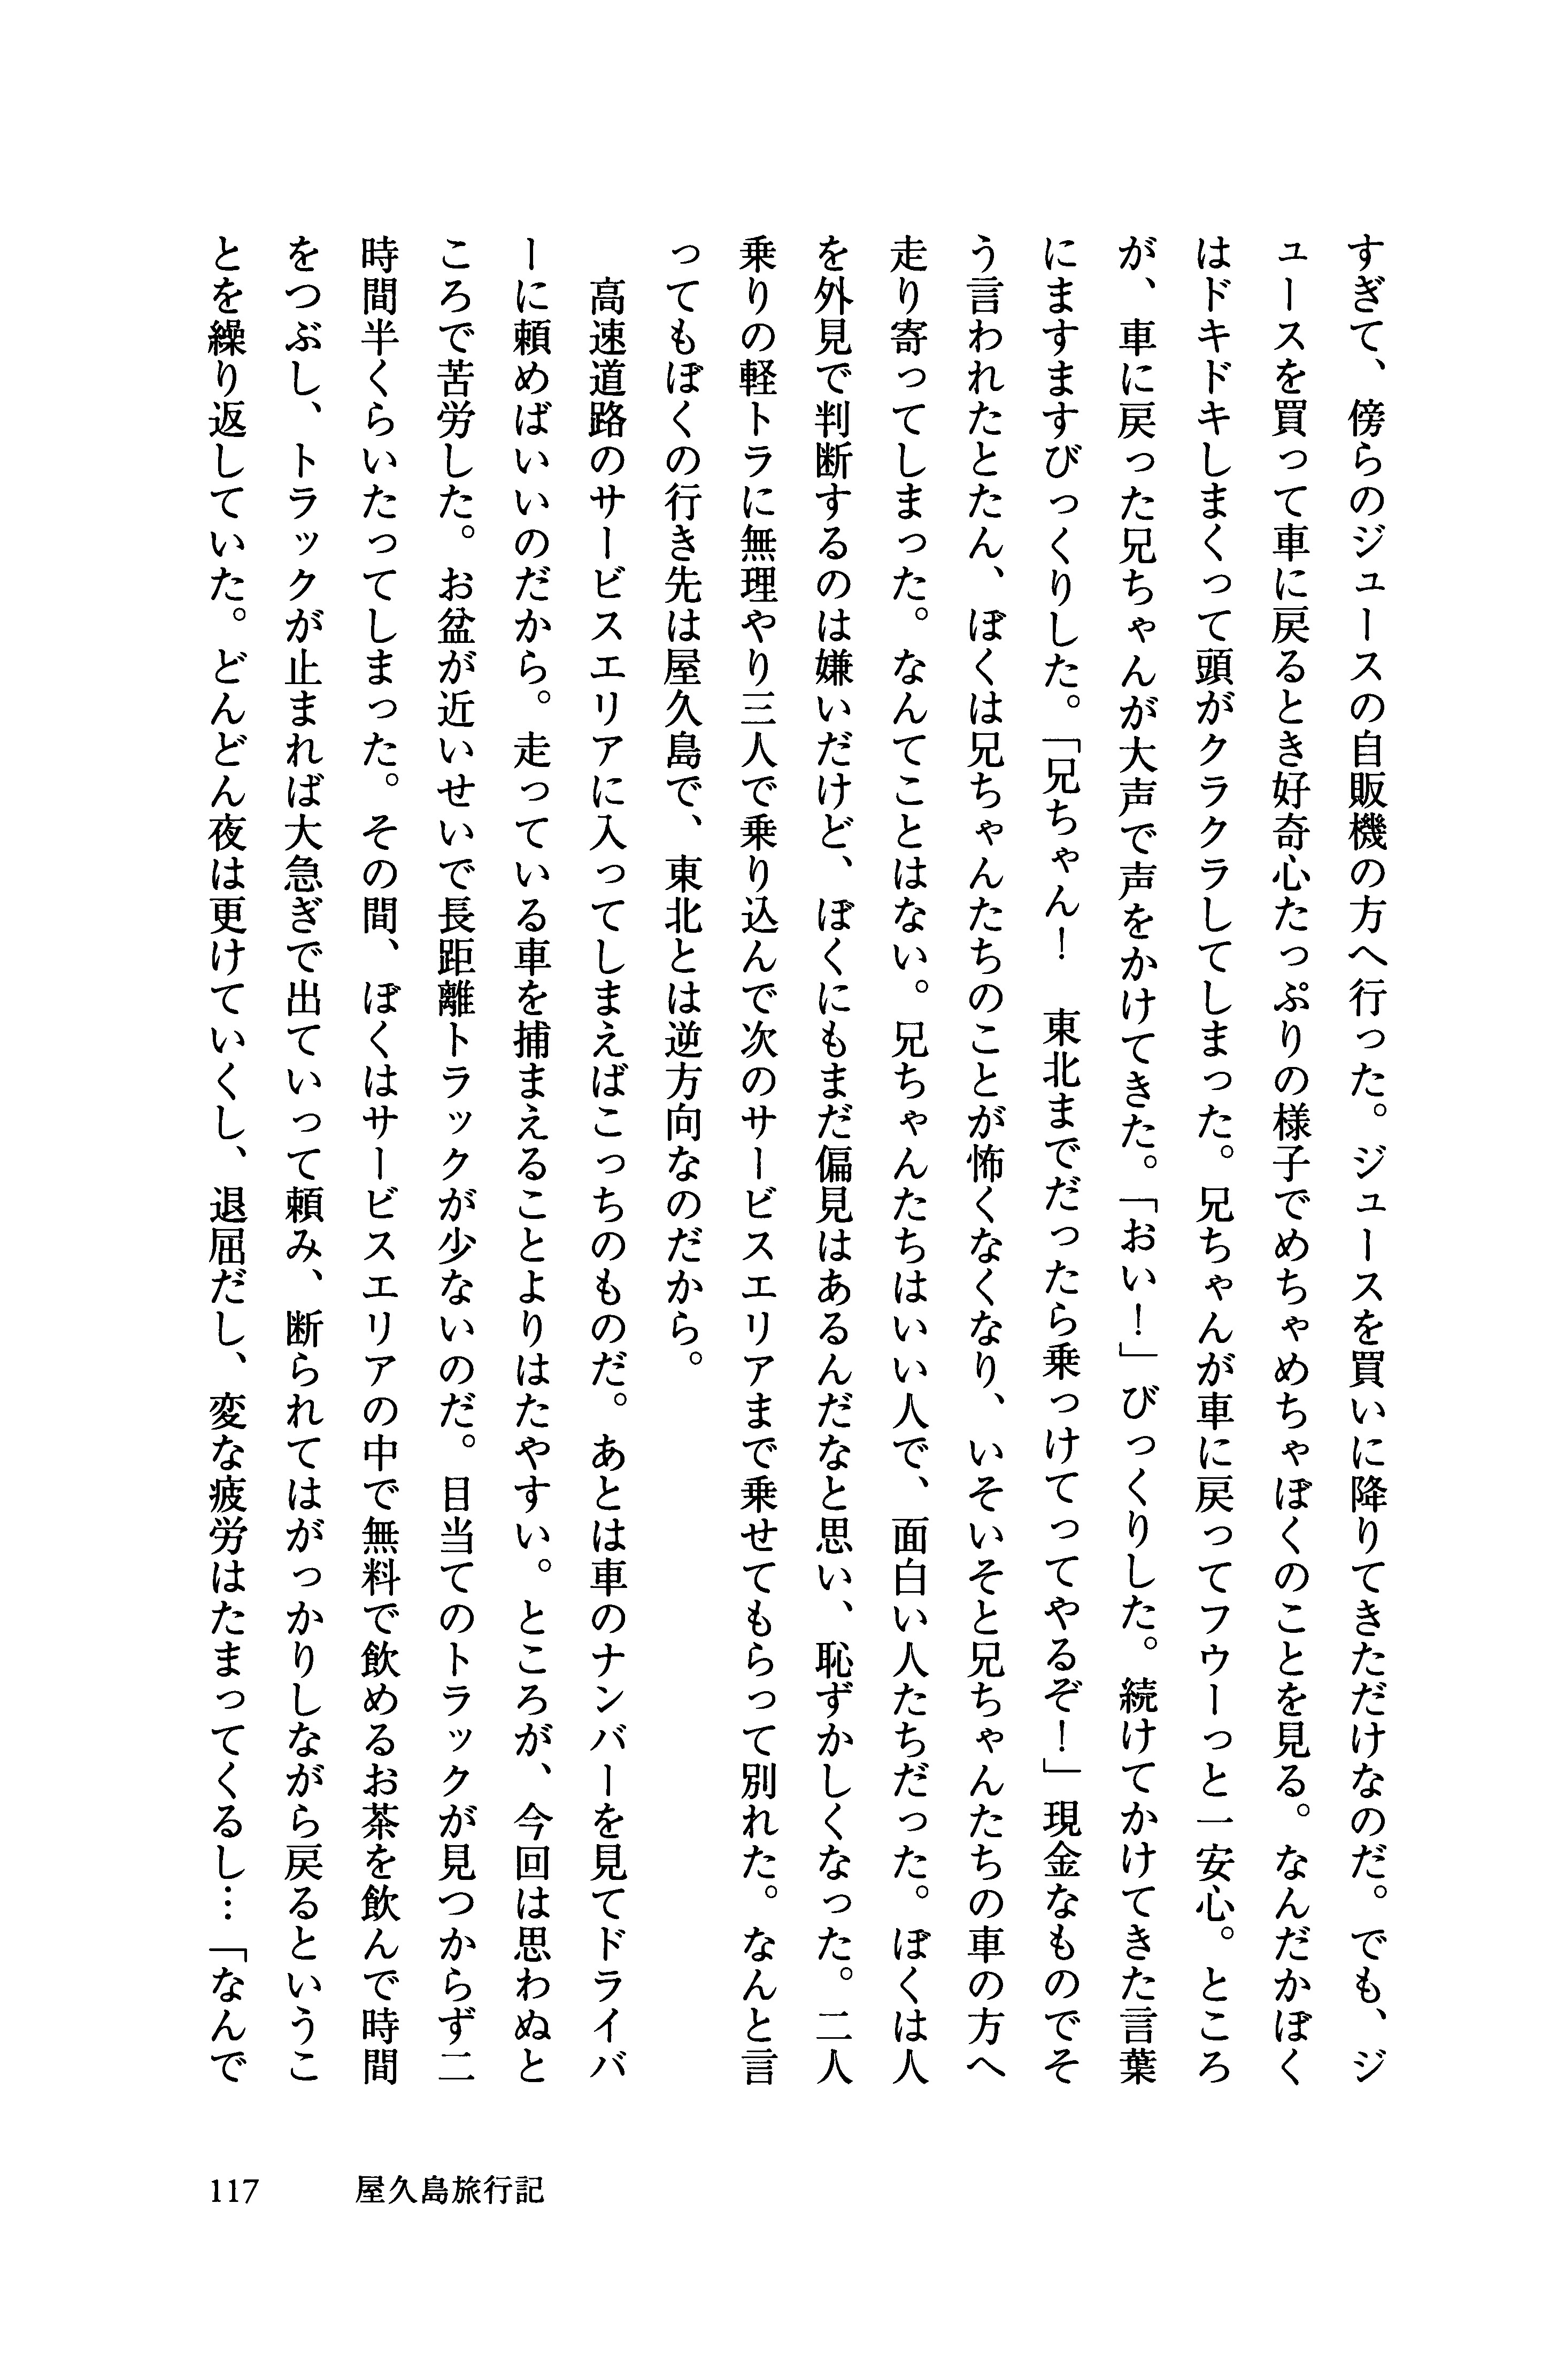 すぎて、傍らのジュースの自販機の方へ行った。ジュースを買いに降りてきただけなのだ。でも、ジ
ュースを買って車に戻るとき好奇心たっぷりの様子でめちゃめちゃぼくのことを見る。なんだかぼく
はドキドキしまくって頭がクラクラしてしまった。兄ちゃんが車に戻ってフゥーっと一安心。ところ
が、車に戻った兄ちゃんが大声で声をかけてきた。「おい！」びっくりした。続けてかけてきた言葉
にますますびっくりした。「兄ちゃん！　東北までだったら乗っけてってやるぞ！」現金なものでそ
う言われたとたん、ぼくは兄ちゃんたちのことが怖くなくなり、いそいそと兄ちゃんたちの車の方へ
走り寄ってしまった。なんてことはない。兄ちゃんたちはいい人で、面白い人たちだった。ぼくは人
を外見で判断するのは嫌いだけど、ぼくにもまだ偏見はあるんだなと思い、恥ずかしくなった。二人
乗りの軽トラに無理やり三人で乗り込んで次のサービスエリアまで乗せてもらって別れた。なんと言
ってもぼくの行き先は屋久島で、東北とは逆方向なのだから。
　高速道路のサービスエリアに入ってしまえばこっちのものだ。あとは車のナンバーを見てドライバ
ーに頼めばいいのだから。走っている車を捕まえることよりはたやすい。ところが、今回は思わぬと
ころで苦労した。お盆が近いせいで長距離トラックが少ないのだ。目当てのトラックが見つからず二
時間半くらいたってしまった。その間、ぼくはサービスエリアの中で無料で飲めるお茶を飲んで時間
をつぶし、トラックが止まれば大急ぎで出ていって頼み、断られてはがっかりしながら戻るというこ
とを繰り返していた。どんどん夜は更けていくし、退屈だし、変な疲労はたまってくるし…「なんで
117　屋久島旅行記